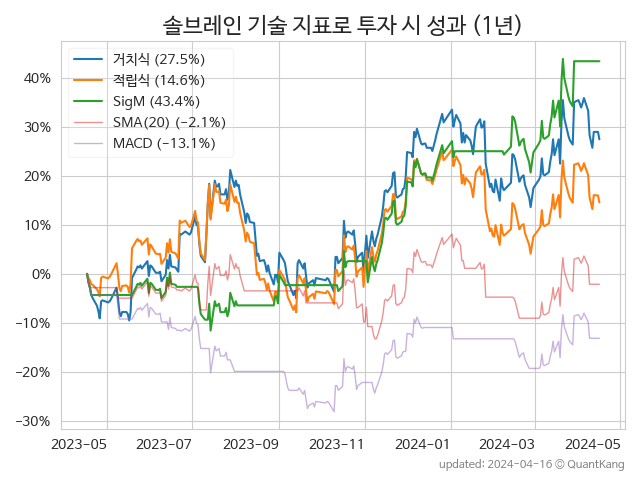 솔브레인 기술 지표로 투자 시 성과 (1년)
거치식 (27.5%)
적립식 (14.6%)
SigM (43.4%)
SMA(20) (−2.1%)
MACD (−13.1%)
40%
30%
20%
10%
0%
−10%
−20%
−30%
2023-05 2023-07 2023-09 2023-11 2024-01 2024-03 2024-05
updated: 2024-04-16 © QuantKang